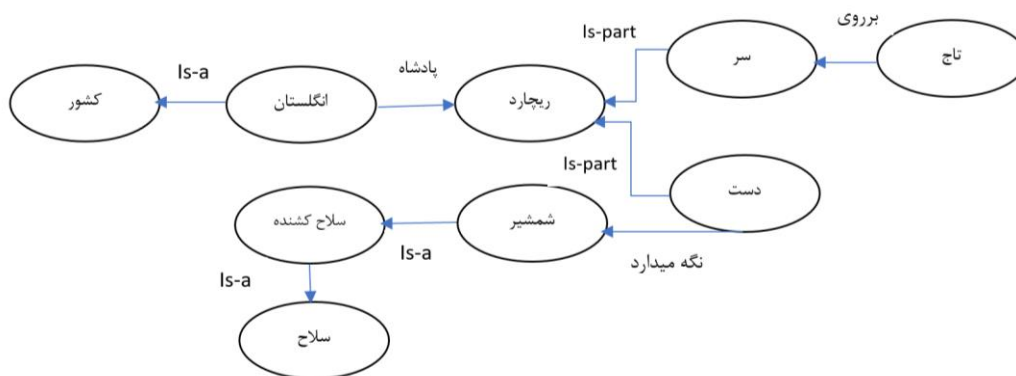 برروی
Is-part
تاج
سر
پادشاه
Is-a
ریچارد
انگلستان
کشور
Is-part
دست
شمشیر
سلاح کشنده
Is-a
نگه میدارد
Is-a
سلاح